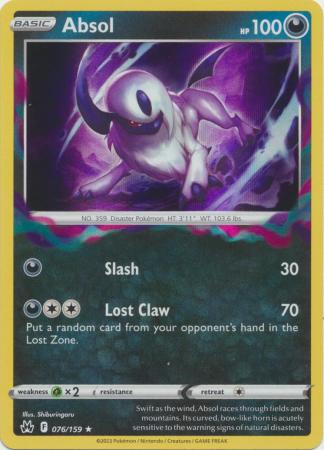 BASIC Absol HP 100
NO. 359 Disaster Pokémon HT: 3'11" WT: 103.6 lbs.
Slash 30
Lost Claw 70
Put a random card from your opponent's hand in
the Lost Zone.
weakness ×2 resistance retreat
Illus. Shiburingaru
F 076/159 ★
Swift as the wind, Absol races through fields and
mountains. Its curved, bow-like horn is acutely
sensitive to the warning signs of natural disasters.
©2023 Pokémon / Nintendo / Creatures / GAME FREAK